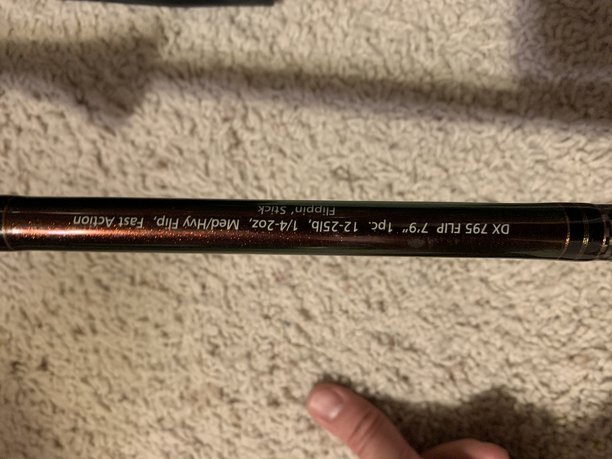 DX 795 FLIP 7'9" 1pc. 12-25lb, 1/4-2oz, Med/Hvy Flip, Fast Action
Flippin' Stick